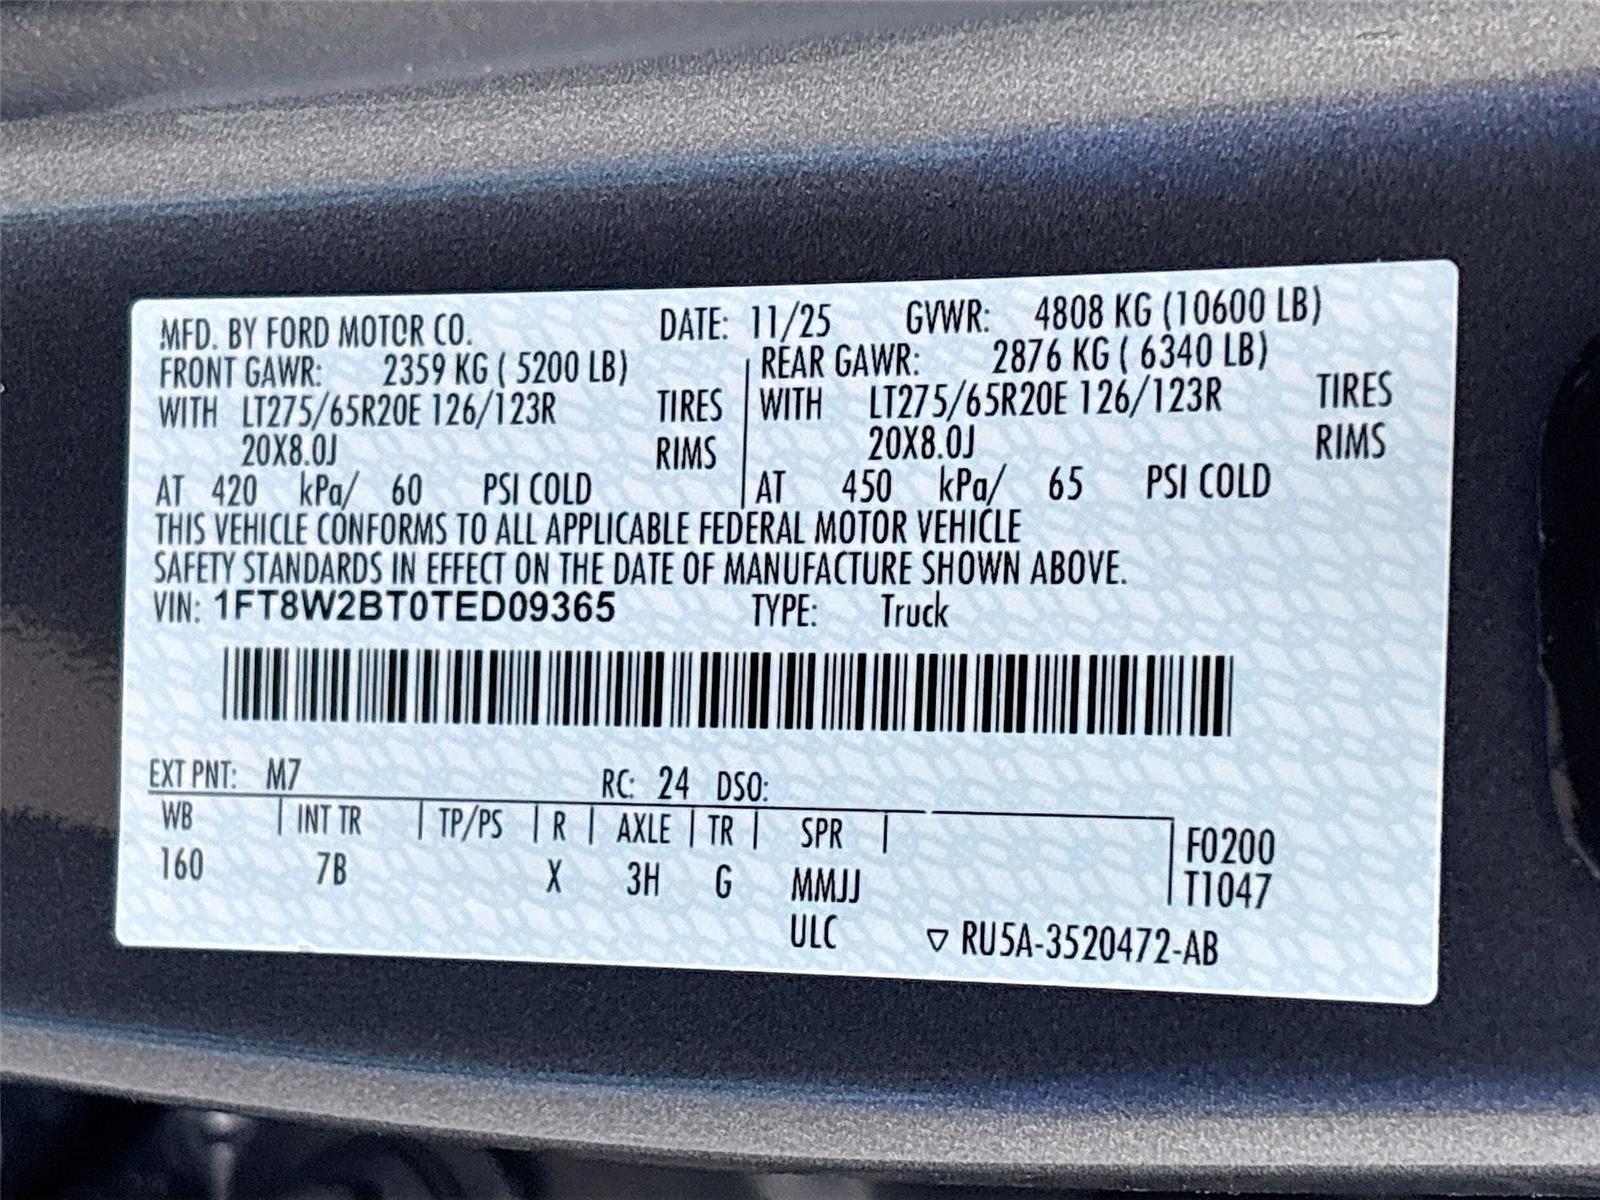 MFD. BY FORD MOTOR CO. DATE: 11/25 GVWR: 4808 KG (10600 LB)
FRONT GAWR: 2359 KG ( 5200 LB) REAR GAWR: 2876 KG ( 6340 LB)
WITH LT275/65R20E 126/123R TIRES WITH LT275/65R20E 126/123R TIRES
20X8.0J RIMS 20X8.0J RIMS
AT 420 kPa/ 60 PSI COLD AT 450 kPa/ 65 PSI COLD
THIS VEHICLE CONFORMS TO ALL APPLICABLE FEDERAL MOTOR VEHICLE
SAFETY STANDARDS IN EFFECT ON THE DATE OF MANUFACTURE SHOWN ABOVE.
VIN: 1FT8W2BT0TED09365 TYPE: Truck
EXT PNT: M7 RC: 24 DSO:
WB INT TR TP/PS R AXLE TR SPR F0200
160 7B X 3H G MMJJ T1047
ULC ▽ RU5A-3520472-AB